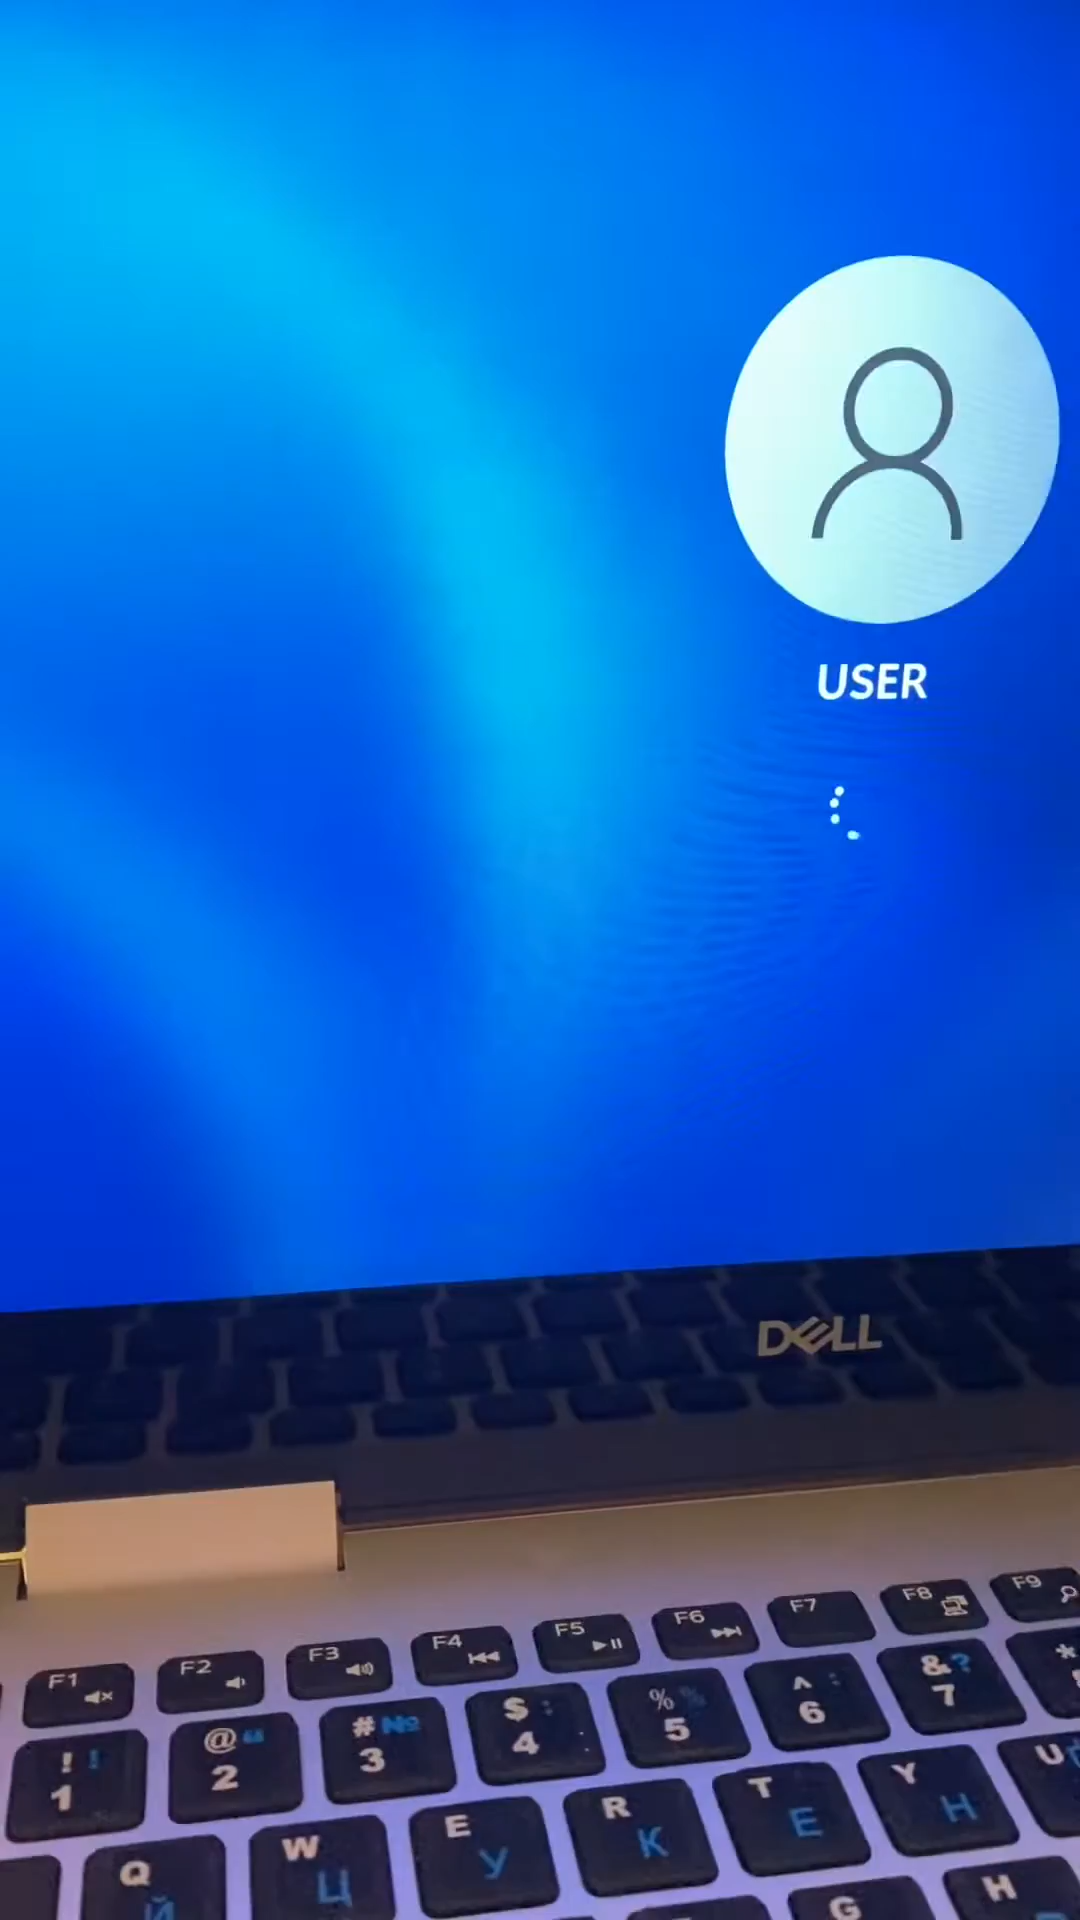 USER
DELL
F1 F2 F3 F4 F5 F6 F7 F8 F9
! ! @ # № $ ; % % ^ : & ? *
1 2 3 4 5 6 7
Q W E R T Y U
Й Ц У К Е Н
G H